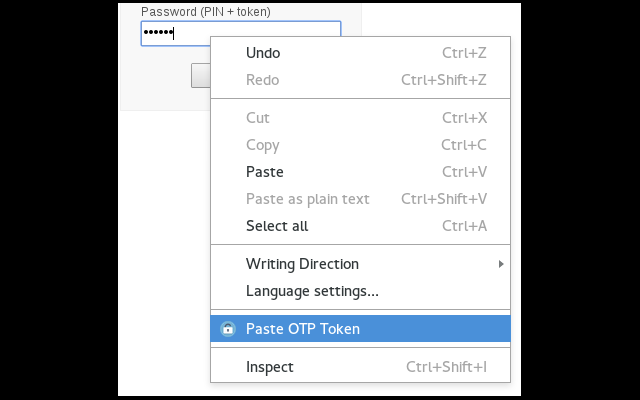 Password (PIN + token)
••••••
Undo Ctrl+Z
Redo Ctrl+Shift+Z
Cut Ctrl+X
Copy Ctrl+C
Paste Ctrl+V
Paste as plain text Ctrl+Shift+V
Select all Ctrl+A
Writing Direction
Language settings...
Paste OTP Token
Inspect Ctrl+Shift+I